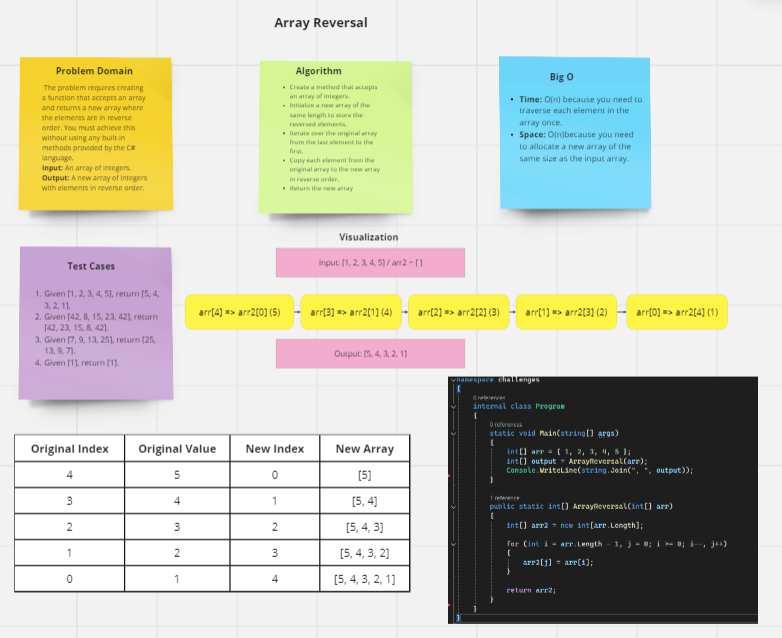 Array Reversal
Problem Domain
The problem requires creating
a function that accepts an array
and returns a new array where
the elements are in reverse
order. You must achieve this
without using any built-in
methods provided by the C#
language.
Input: An array of integers.
Output: A new array of integers
with elements in reverse order.
Algorithm
• Create a method that accepts
an array of integers.
• Initialize a new array of the
same length to store the
reversed elements.
• Iterate over the original array
from the last element to the
first.
• Copy each element from the
original array to the new array
in reverse order.
• Return the new array
Big O
• Time: O(n) because you need to
traverse each element in the
array once.
• Space: O(n)because you need
to allocate a new array of the
same size as the input array.
Test Cases
1. Given [1, 2, 3, 4, 5], return [5, 4,
3, 2, 1].
2. Given [42, 8, 15, 23, 42], return
[42, 23, 15, 8, 42].
3. Given [7, 9, 13, 25], return [25,
13, 9, 7].
4. Given [1], return [1].
Visualization
Input: [1, 2, 3, 4, 5] / arr2 = [ ]
arr[4] => arr2[0] (5) arr[3] => arr2[1] (4) arr[2] => arr2[2] (3) arr[1] => arr2[3] (2) arr[0] => arr2[4] (1)
Output: [5, 4, 3, 2, 1]
Original Index Original Value New Index New Array
4 5 0 [5]
3 4 1 [5, 4]
2 3 2 [5, 4, 3]
1 2 3 [5, 4, 3, 2]
0 1 4 [5, 4, 3, 2, 1]
namespace challenges
{
0 references
internal class Program
{
0 references
static void Main(string[] args)
{
int[] arr = { 1, 2, 3, 4, 5 };
int[] output = ArrayReversal(arr);
Console.WriteLine(string.Join(", ", output));
}
1 reference
public static int[] ArrayReversal(int[] arr)
{
int[] arr2 = new int[arr.Length];
for (int i = arr.Length - 1, j = 0; i >= 0; i--, j++)
{
arr2[j] = arr[i];
}
return arr2;
}
}
}